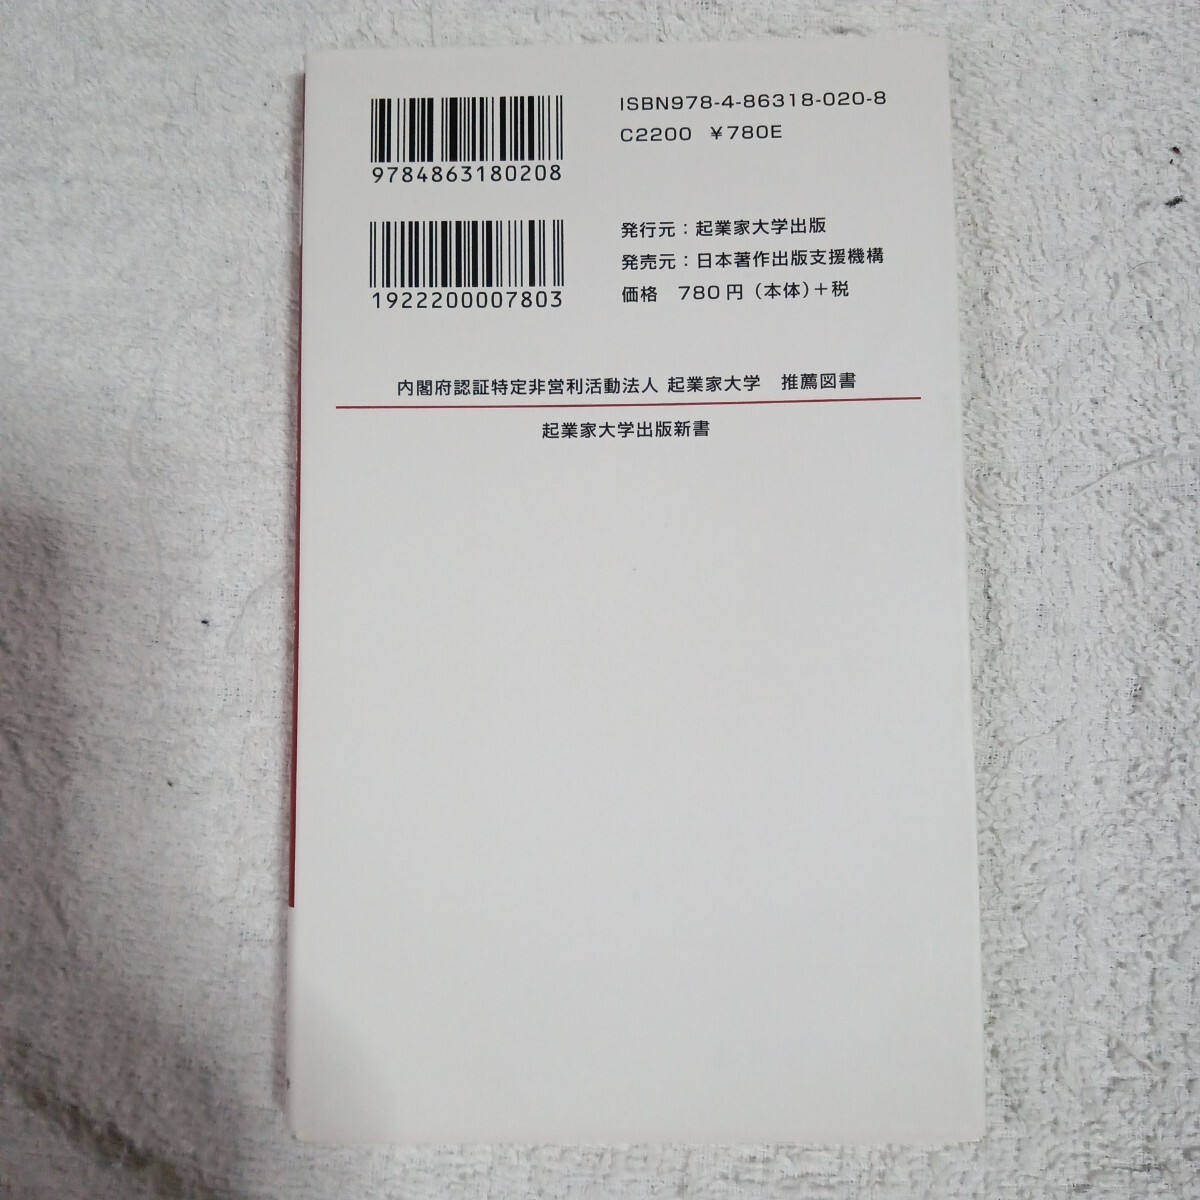 9784863180208
ISBN978-4-86318-020-8
C2200 ￥780E
1922200007803
発行元：起業家大学出版
発売元：日本著作出版支援機構
価格 780円（本体）＋税
内閣府認証特定非営利活動法人 起業家大学 推薦図書
起業家大学出版新書